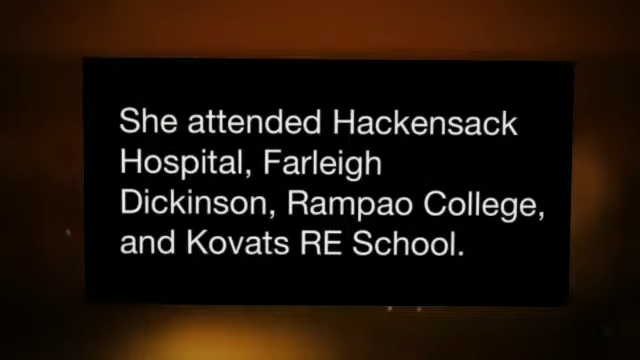 She attended Hackensack
Hospital, Farleigh
Dickinson, Rampao College,
and Kovats RE School.